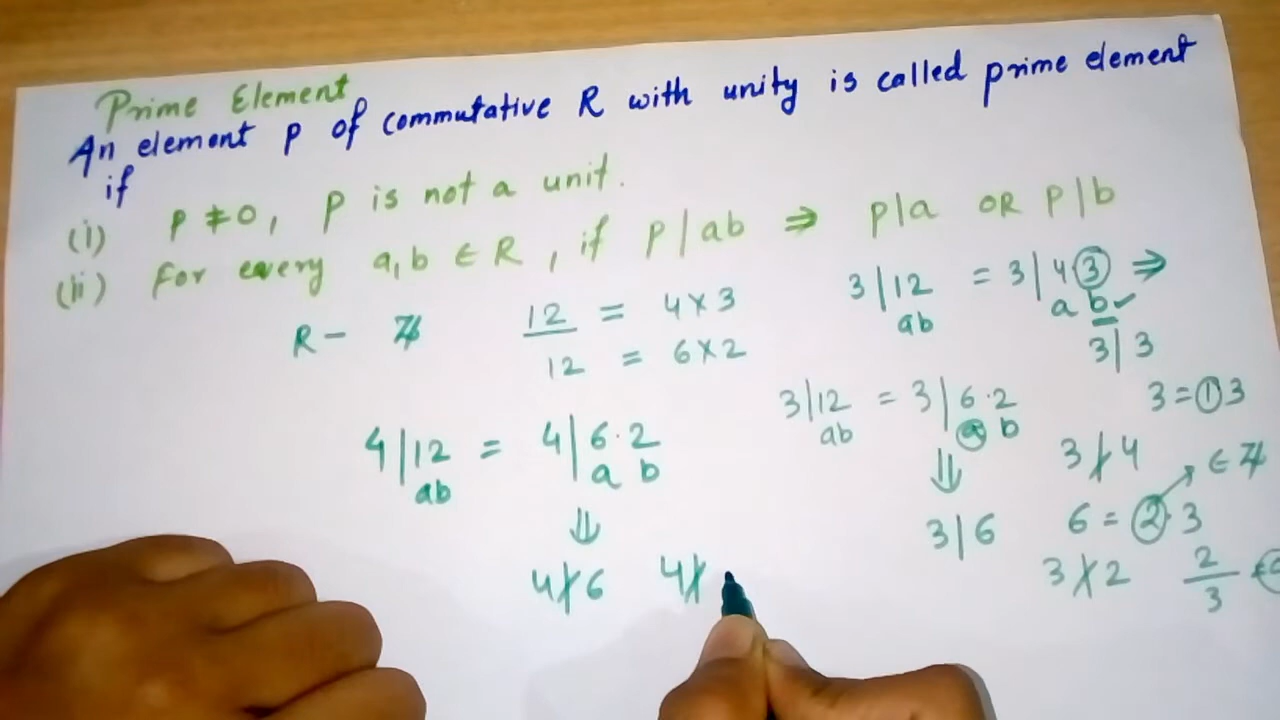 Prime Element
An element p of commutative R with unity is called prime element
if
(i) p ≠ 0, p is not a unit.
(ii) For every a, b ∈ R, if p | ab ⇒ p|a OR p|b
R - ℤ
12 = 4 x 3
12 = 6 x 2
3|12 = 3|4 3 ⇒
ab a b ✓
3|3
3 = 1 3
3|12 = 3|6·2
ab a b
⇓
3|6
3∤4
6 = 2·3 ∈ ℤ
3∤2 2/3
4|12 = 4|6·2
ab a b
⇓
4∤6 4∤